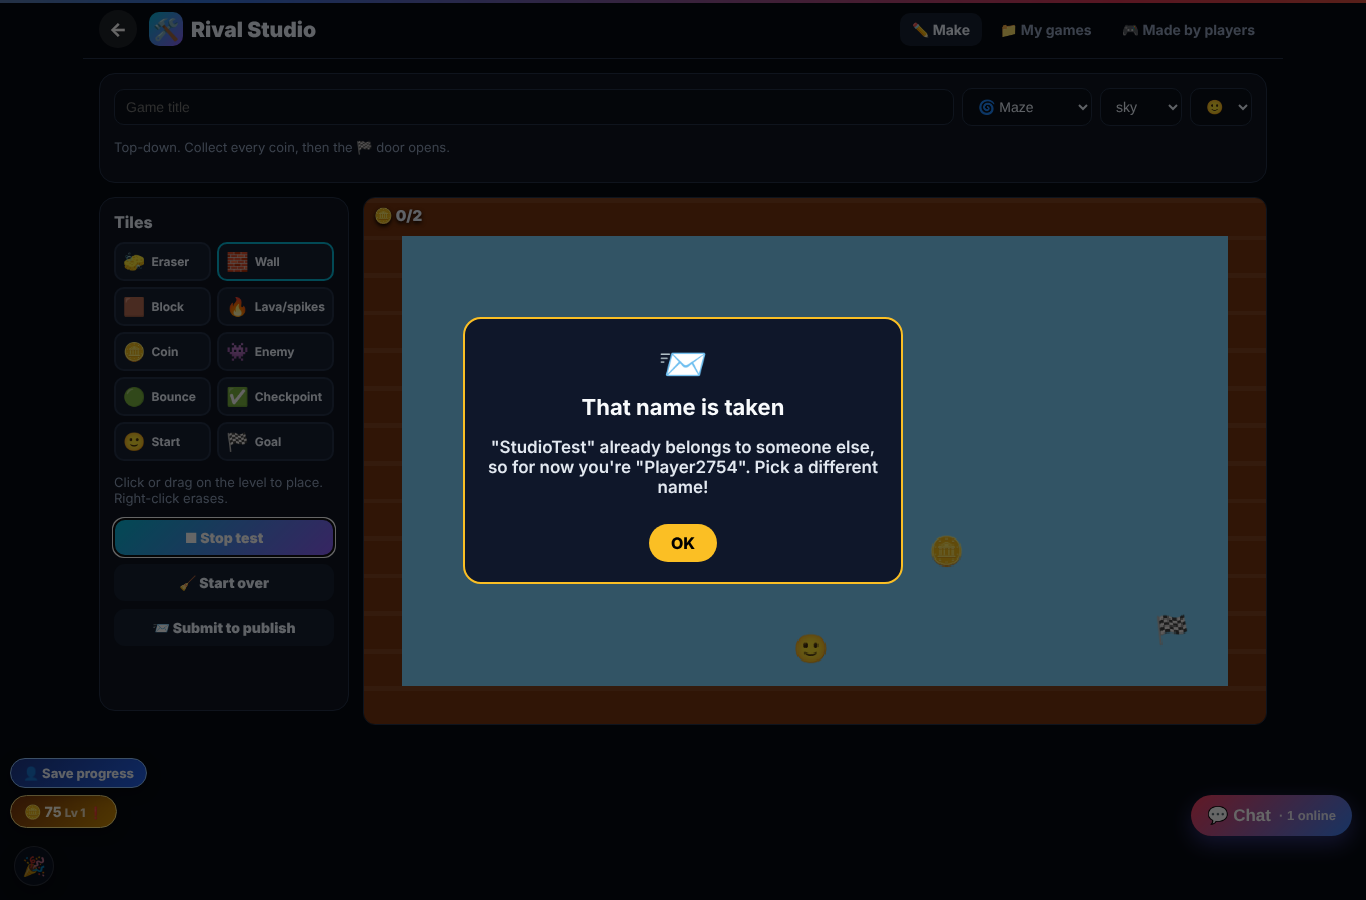 Rival Studio
Make
My games
Made by players
Game title
Maze
sky
Top-down. Collect every coin, then the 🏁 door opens.
Tiles
Eraser
Wall
Block
Lava/spikes
Coin
Enemy
Bounce
Checkpoint
Start
Goal
Click or drag on the level to place.
Right-click erases.
Stop test
Start over
Submit to publish
0/2
That name is taken
"StudioTest" already belongs to someone else,
so for now you're "Player2754". Pick a different
name!
OK
Save progress
75 Lv 1
Chat · 1 online